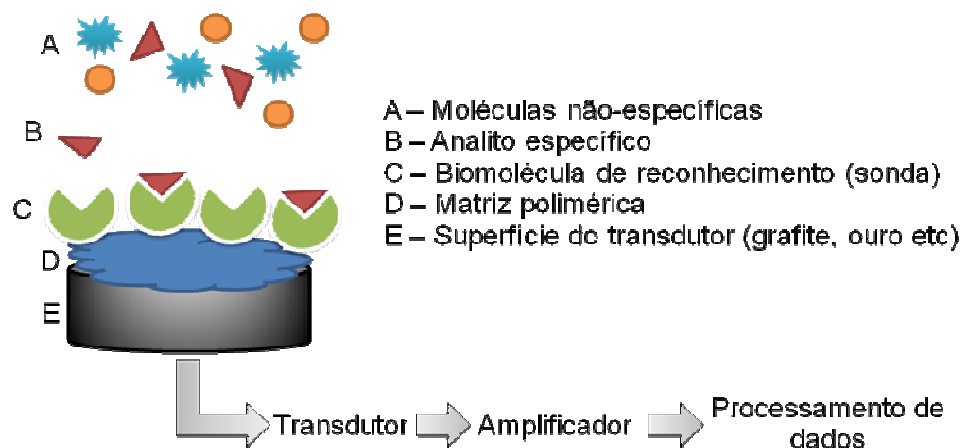 A
B
C
D
E
A – Moléculas não-específicas
B – Analito específico
C – Biomolécula de reconhecimento (sonda)
D – Matriz polimérica
E – Superfície do transdutor (grafite, ouro etc)
Transdutor
Amplificador
Processamento de
dados